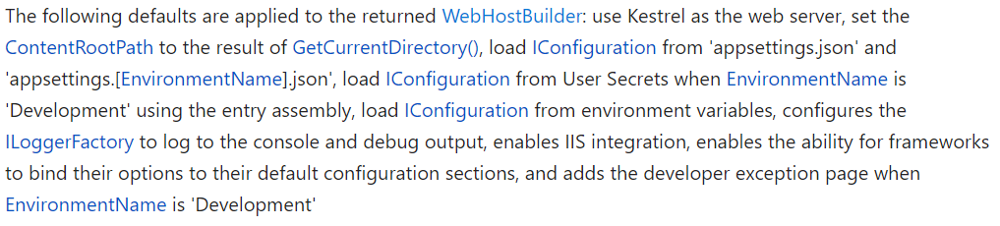 The following defaults are applied to the returned WebHostBuilder: use Kestrel as the web server, set the
ContentRootPath to the result of GetCurrentDirectory(), load IConfiguration from 'appsettings.json' and
'appsettings.[EnvironmentName].json', load IConfiguration from User Secrets when EnvironmentName is
'Development' using the entry assembly, load IConfiguration from environment variables, configures the
ILoggerFactory to log to the console and debug output, enables IIS integration, enables the ability for frameworks
to bind their options to their default configuration sections, and adds the developer exception page when
EnvironmentName is 'Development'